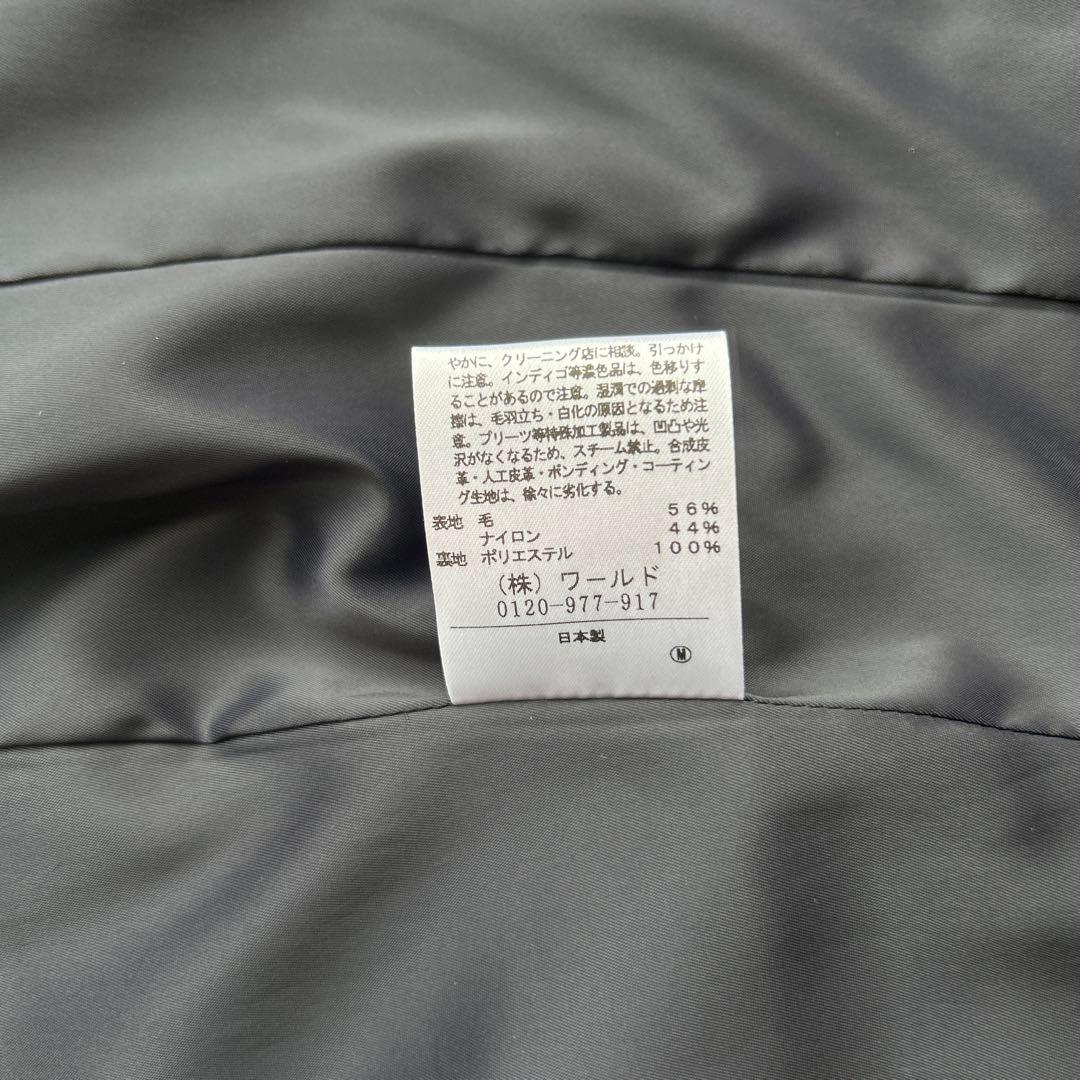 やかに、クリーニング店に相談。引っかけ
に注意。インディゴ等濃色品は、色移りす
ることがあるので注意。湿潤での過剰な摩
擦は、毛羽立ち・白化の原因となるため注
意。プリーツ等特殊加工製品は、凹凸や光
沢がなくなるため、スチーム禁止。合成皮
革・人工皮革・ボンディング・コーティン
グ生地は、徐々に劣化する。
表地 毛 56%
ナイロン 44%
裏地 ポリエステル 100%
(株) ワールド
0120-977-917
日本製
Ⓜ